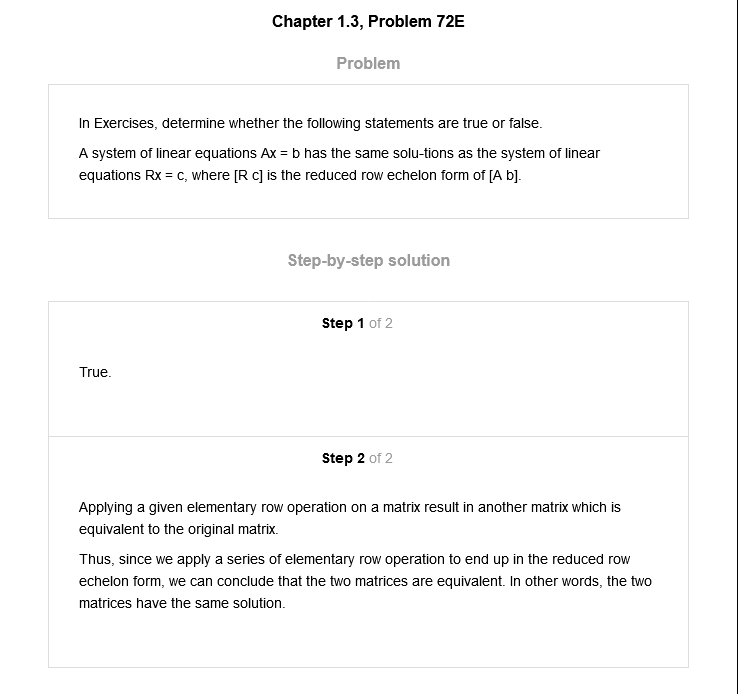 Chapter 1.3, Problem 72E
Problem
In Exercises, determine whether the following statements are true or false.
A system of linear equations Ax = b has the same solu-tions as the system of linear
equations Rx = c, where [R c] is the reduced row echelon form of [A b].
Step-by-step solution
Step 1 of 2
True.
Step 2 of 2
Applying a given elementary row operation on a matrix result in another matrix which is
equivalent to the original matrix.
Thus, since we apply a series of elementary row operation to end up in the reduced row
echelon form, we can conclude that the two matrices are equivalent. In other words, the two
matrices have the same solution.